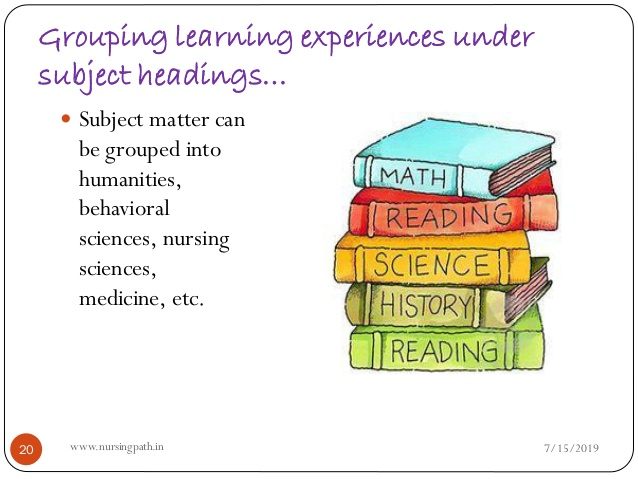 Grouping learning experiences under
subject headings...
• Subject matter can
be grouped into
humanities,
behavioral
sciences, nursing
sciences,
medicine, etc.
MATH
READING
SCIENCE
HISTORY
READING
20
www.nursingpath.in
7/15/2019